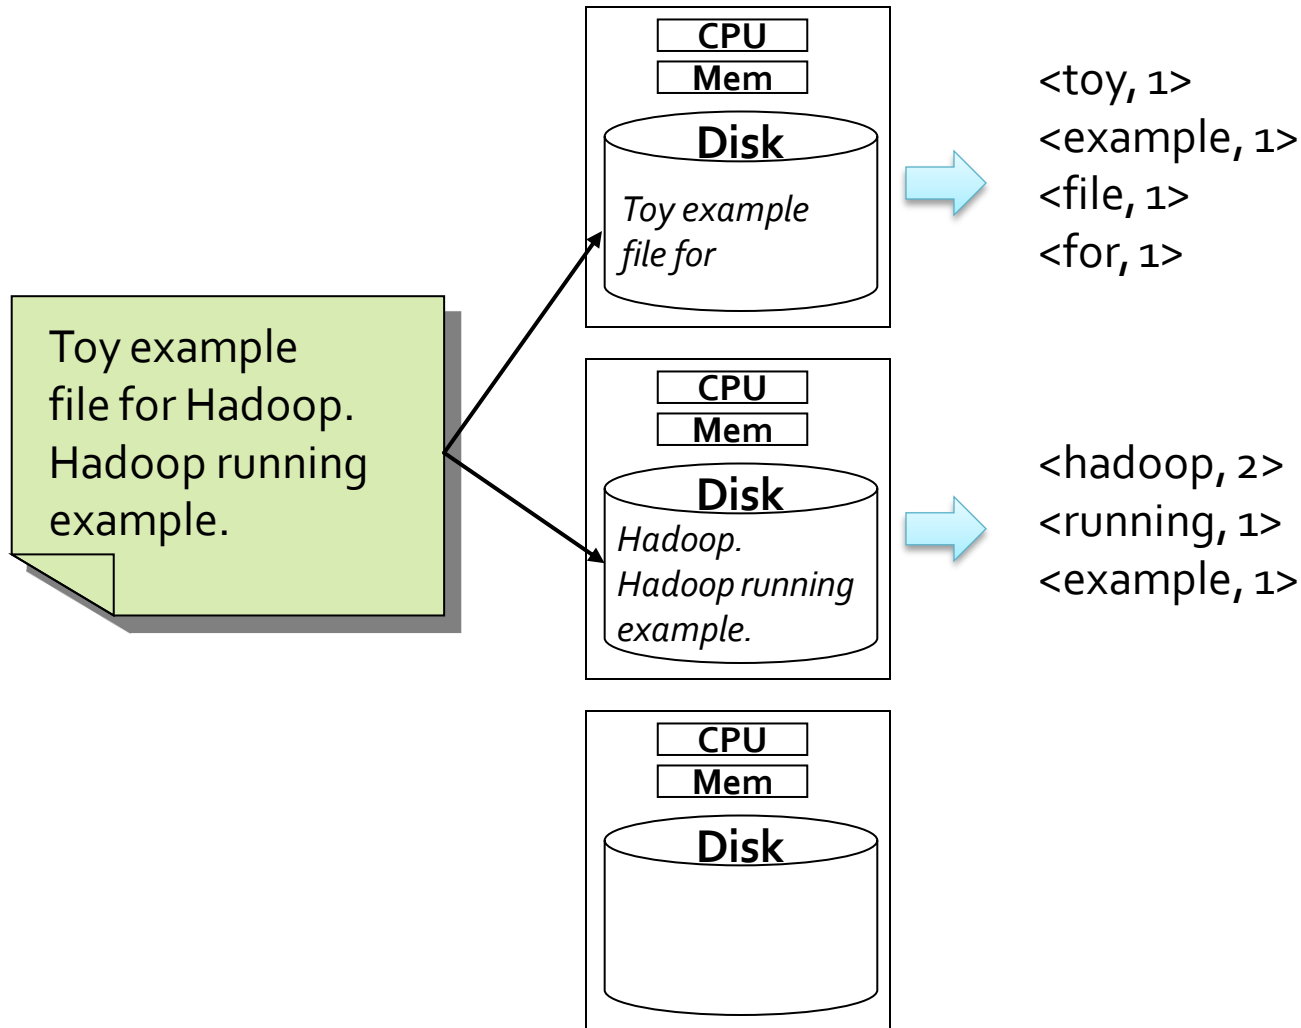 Toy example
file for Hadoop.
Hadoop running
example.
CPU
Mem
Disk
Toy example
file for
<toy, 1>
<example, 1>
<file, 1>
<for, 1>
CPU
Mem
Disk
Hadoop.
Hadoop running
example.
<hadoop, 2>
<running, 1>
<example, 1>
CPU
Mem
Disk